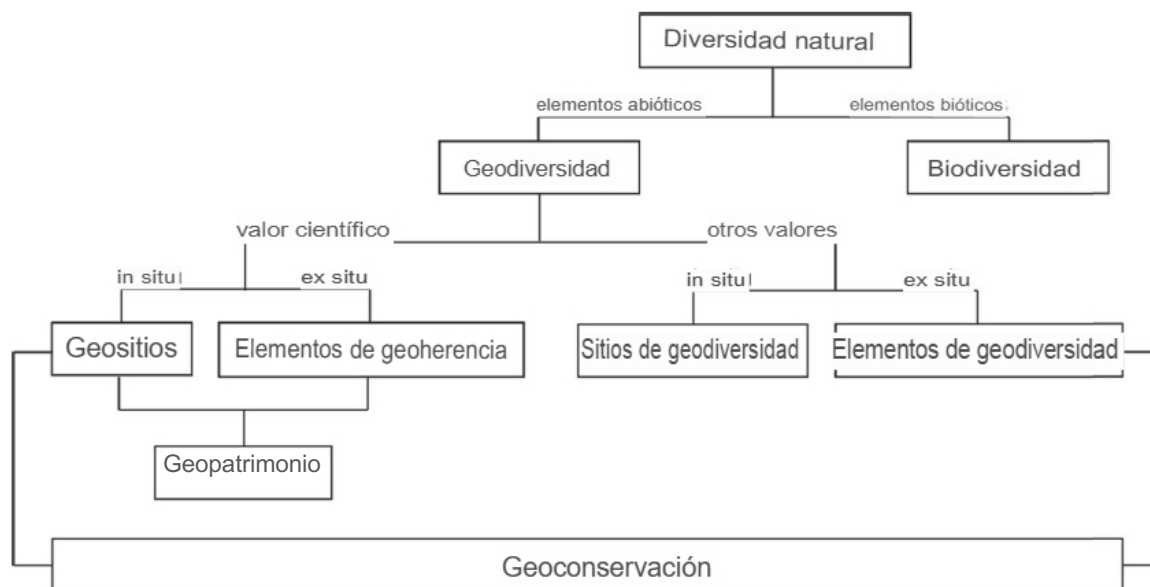 Diversidad natural
elementos abióticos
elementos bióticos
Geodiversidad
Biodiversidad
valor científico
otros valores
in situ
ex situ
in situ
ex situ
Geositios
Elementos de geoherencia
Sitios de geodiversidad
Elementos de geodiversidad
Geopatrimonio
Geoconservación